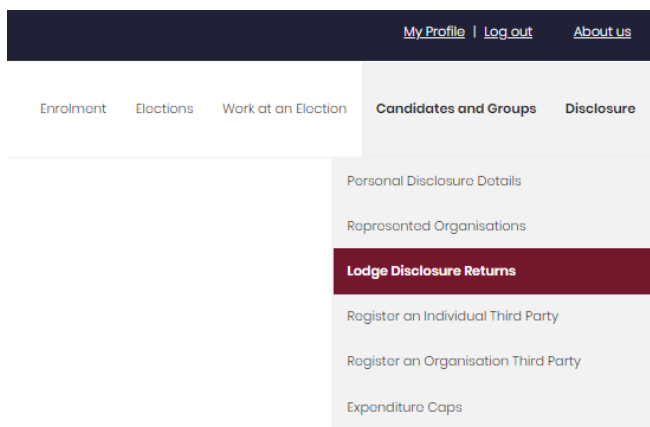 My Profile | Log out About us
Enrolment Elections Work at an Election Candidates and Groups Disclosure
Personal Disclosure Details
Represented Organisations
Lodge Disclosure Returns
Register an Individual Third Party
Register an Organisation Third Party
Expenditure Caps